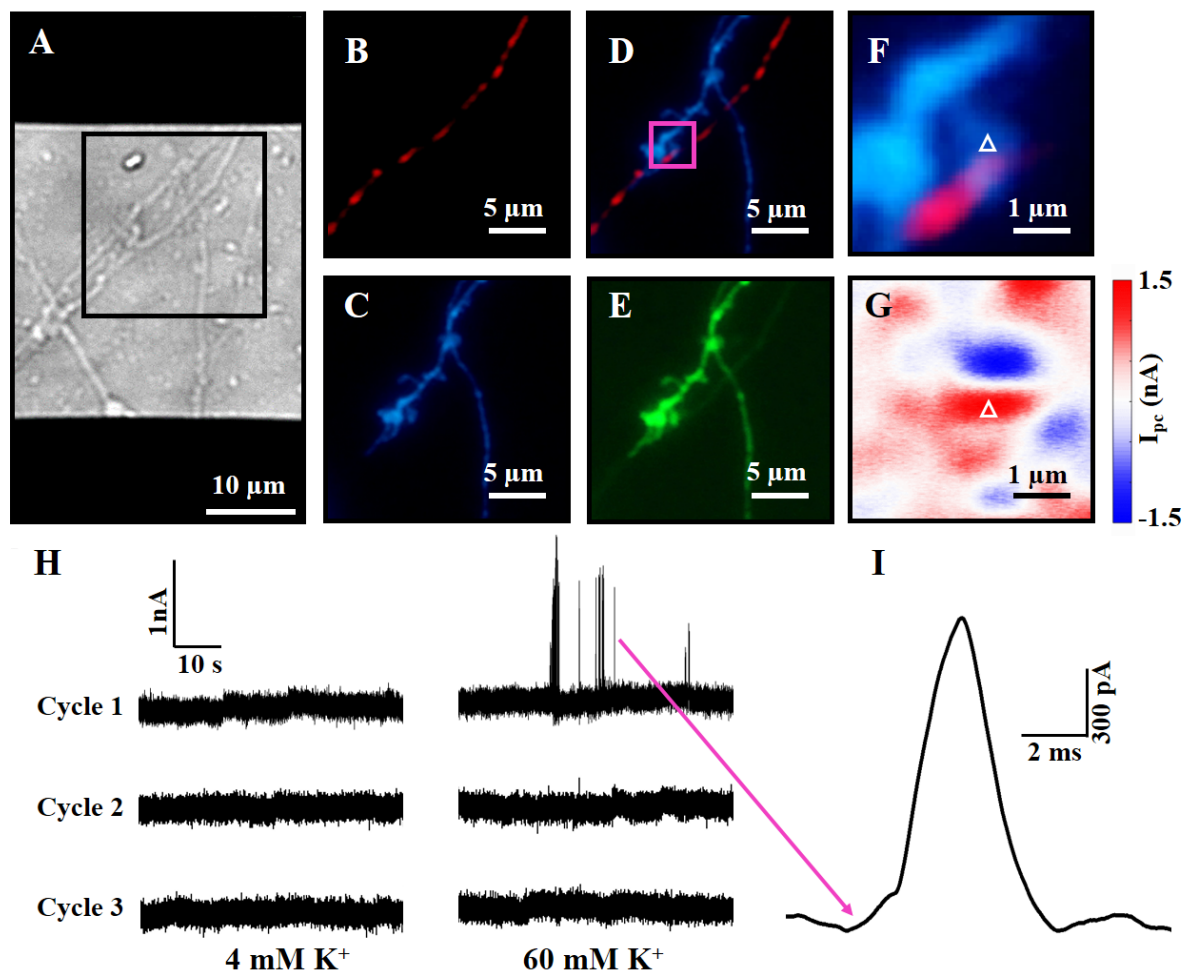 A
10 µm
B
5 µm
D
5 µm
F
1 µm
C
5 µm
E
5 µm
G
1 µm
1.5
I_pc (nA)
-1.5
H
1nA
10 s
Cycle 1
Cycle 2
Cycle 3
4 mM K⁺
60 mM K⁺
I
300 pA
2 ms